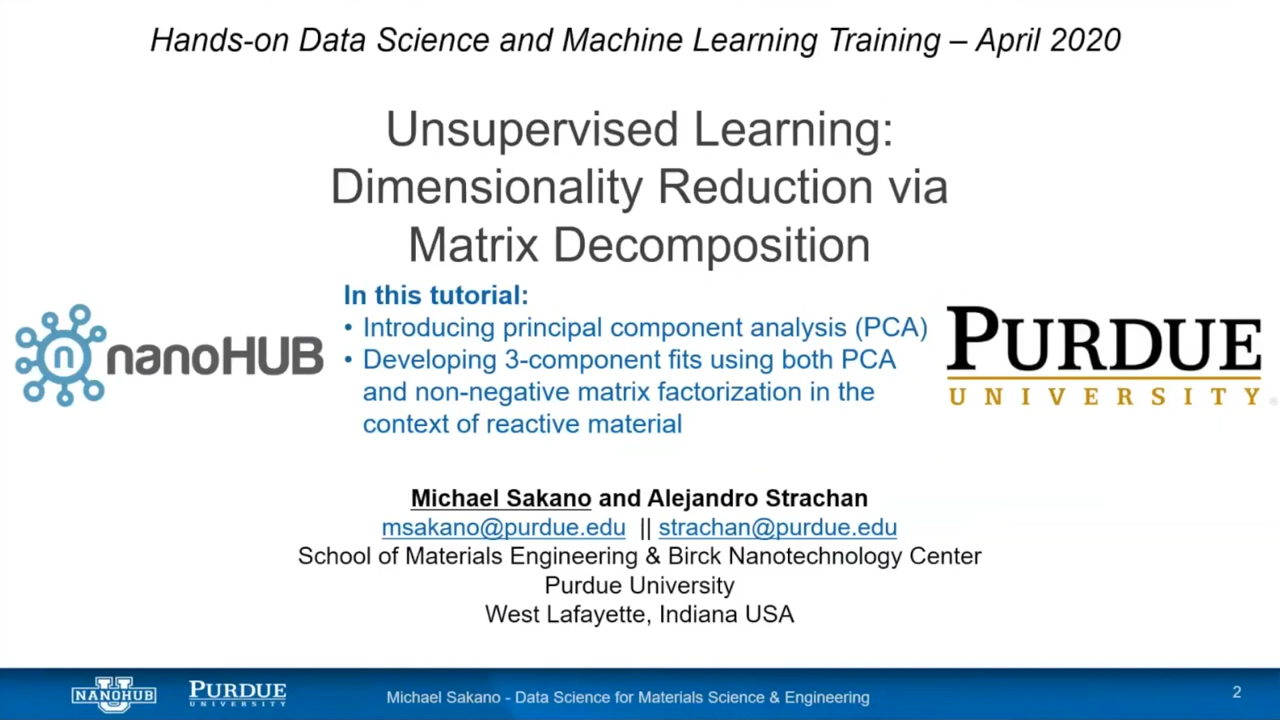 Hands-on Data Science and Machine Learning Training – April 2020
Unsupervised Learning:
Dimensionality Reduction via
Matrix Decomposition
In this tutorial:
• Introducing principal component analysis (PCA)
• Developing 3-component fits using both PCA
and non-negative matrix factorization in the
context of reactive material
n nanoHUB
PURDUE
UNIVERSITY
Michael Sakano and Alejandro Strachan
msakano@purdue.edu || strachan@purdue.edu
School of Materials Engineering & Birck Nanotechnology Center
Purdue University
West Lafayette, Indiana USA
U
NANOHUB
PURDUE
UNIVERSITY
Michael Sakano - Data Science for Materials Science & Engineering
2